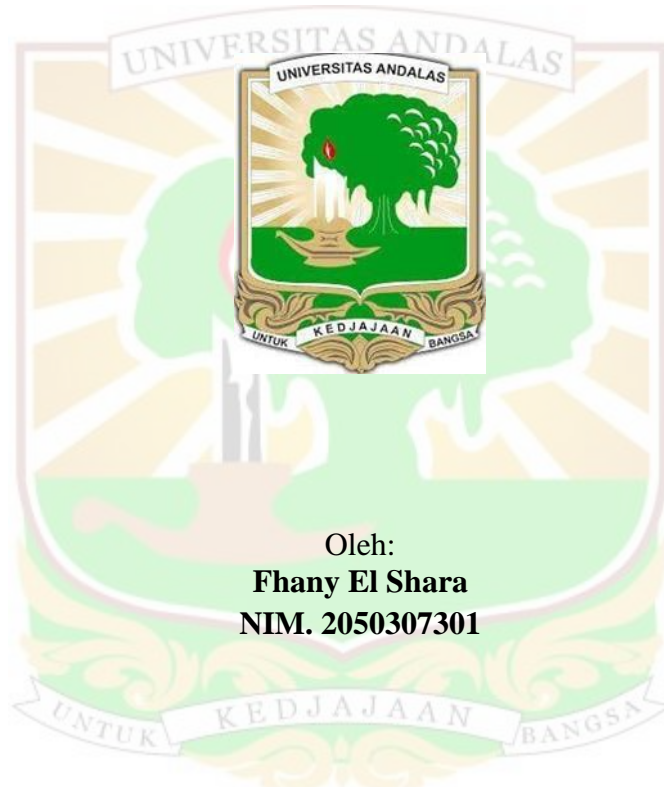 UNIVERSITAS ANDALAS
UNIVERSITAS ANDALAS
UNTUK KEDJAJAAN BANGSA
Oleh:
Fhany El Shara
NIM. 2050307301
UNTUK KEDJAJAAN BANGSA